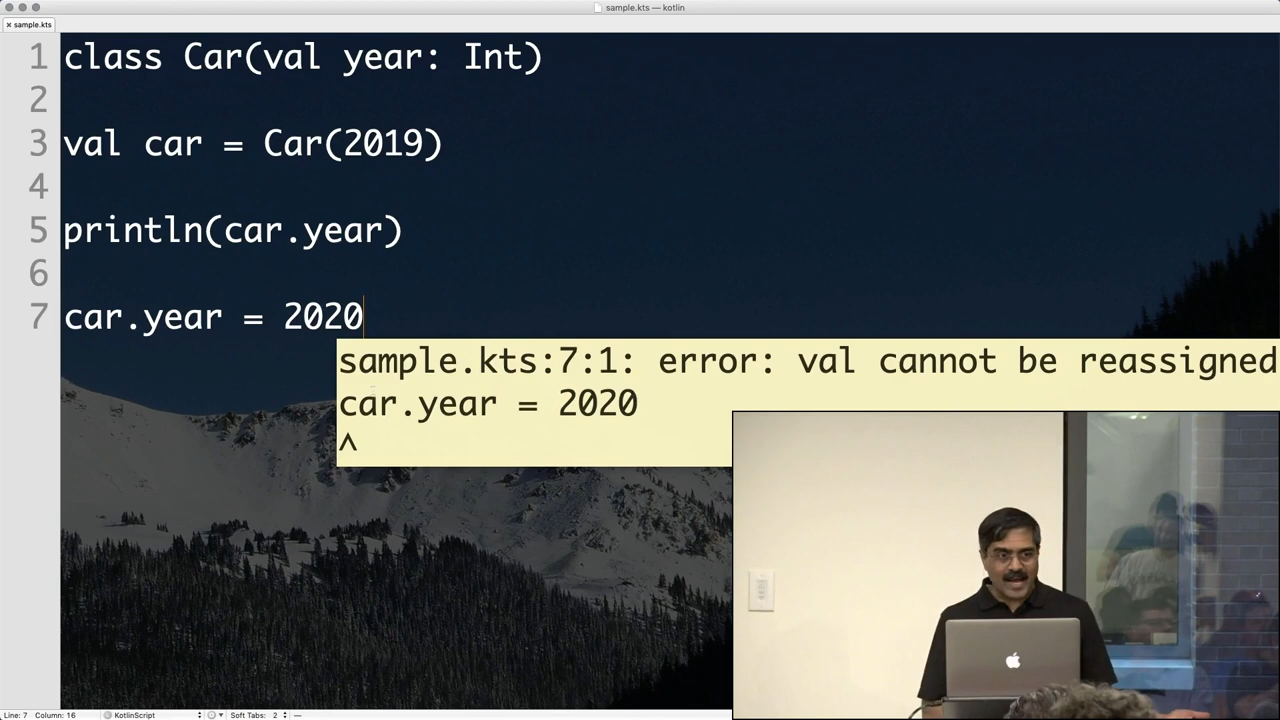 sample.kts — kotlin
× sample.kts
1 class Car(val year: Int)
2
3 val car = Car(2019)
4
5 println(car.year)
6
7 car.year = 2020
sample.kts:7:1: error: val cannot be reassigned
car.year = 2020
^
Line: 7 Column: 16 KotlinScript Soft Tabs: 2 —